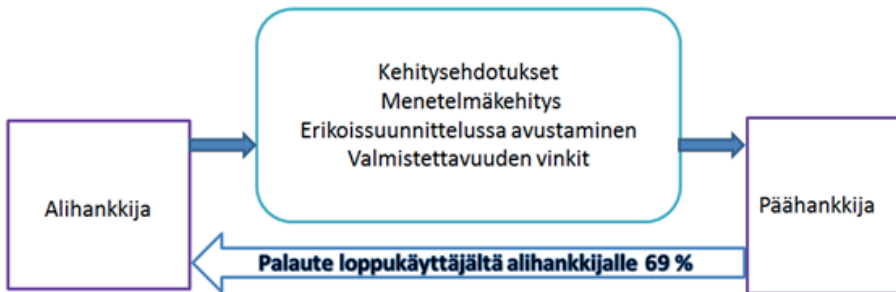 Kehitysehdotukset
Menetelmäkehitys
Erikoissuunnittelussa avustaminen
Valmistettavuuden vinkit
Alihankkija
Päähankkija
Palaute loppukäyttäjältä alihankkijalle 69 %